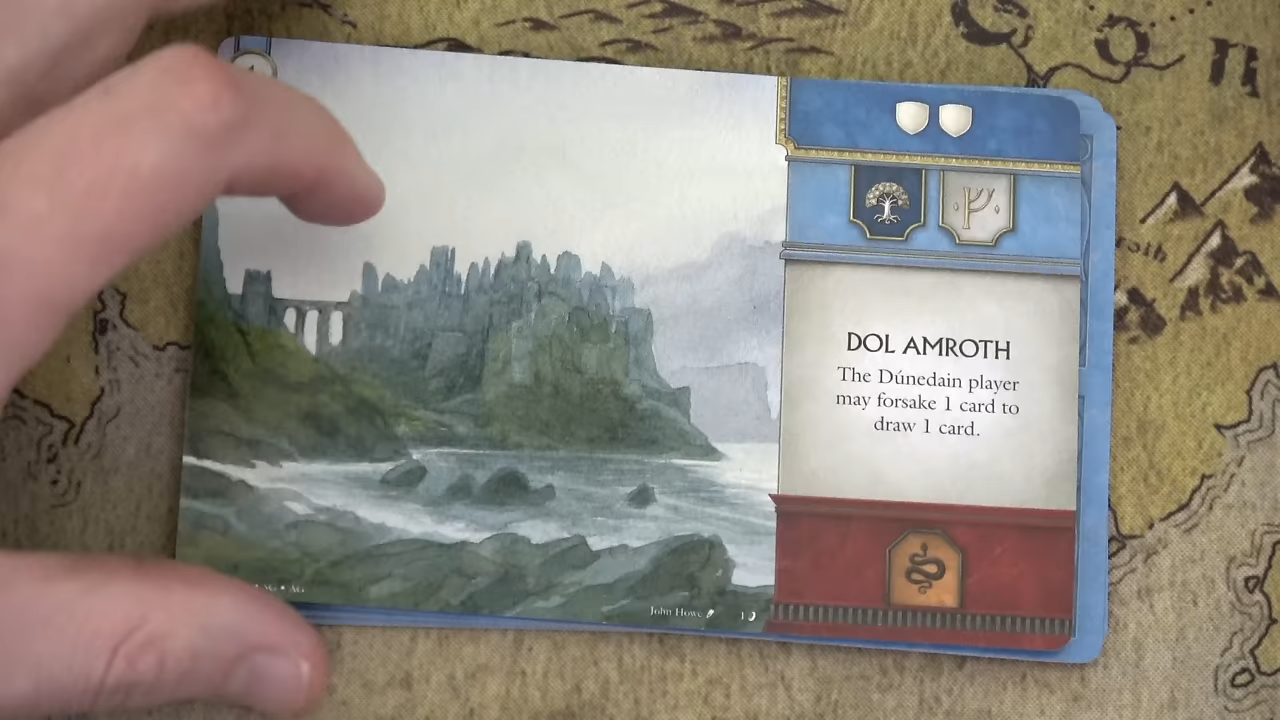 DOL AMROTH
The Dúnedain player
may forsake 1 card to
draw 1 card.
John Howe